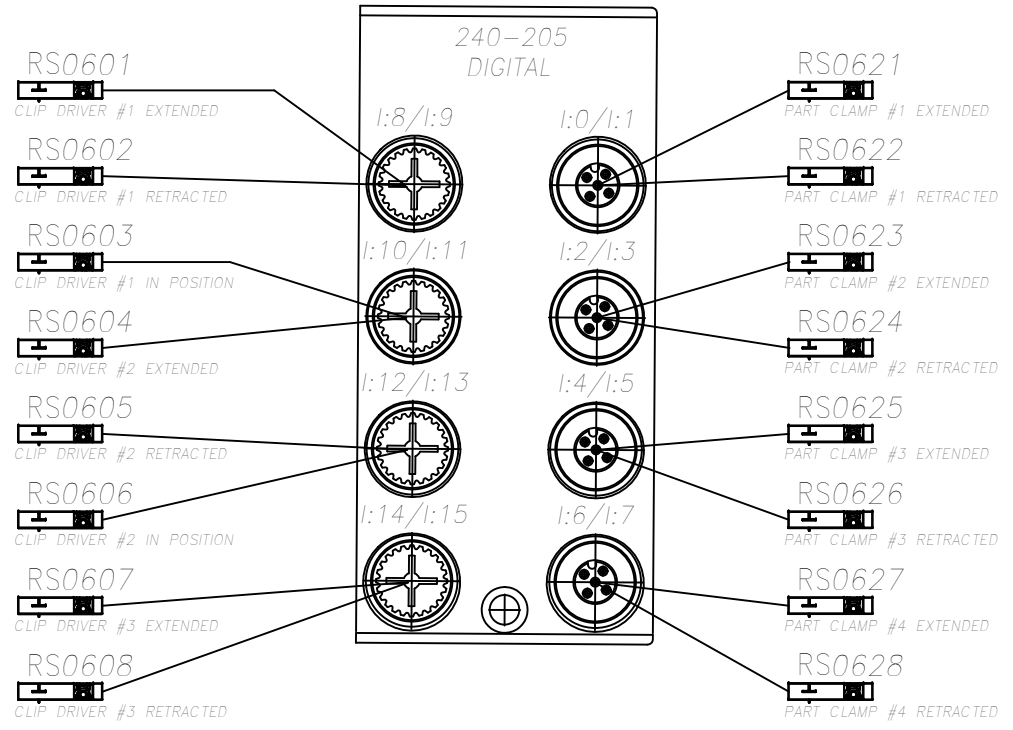 240-205
DIGITAL
RS0601
CLIP DRIVER #1 EXTENDED
RS0602
CLIP DRIVER #1 RETRACTED
RS0603
CLIP DRIVER #1 IN POSITION
RS0604
CLIP DRIVER #2 EXTENDED
RS0605
CLIP DRIVER #2 RETRACTED
RS0606
CLIP DRIVER #2 IN POSITION
RS0607
CLIP DRIVER #3 EXTENDED
RS0608
CLIP DRIVER #3 RETRACTED
I:8/I:9
I:10/I:11
I:12/I:13
I:14/I:15
I:0/I:1
I:2/I:3
I:4/I:5
I:6/I:7
RS0621
PART CLAMP #1 EXTENDED
RS0622
PART CLAMP #1 RETRACTED
RS0623
PART CLAMP #2 EXTENDED
RS0624
PART CLAMP #2 RETRACTED
RS0625
PART CLAMP #3 EXTENDED
RS0626
PART CLAMP #3 RETRACTED
RS0627
PART CLAMP #4 EXTENDED
RS0628
PART CLAMP #4 RETRACTED